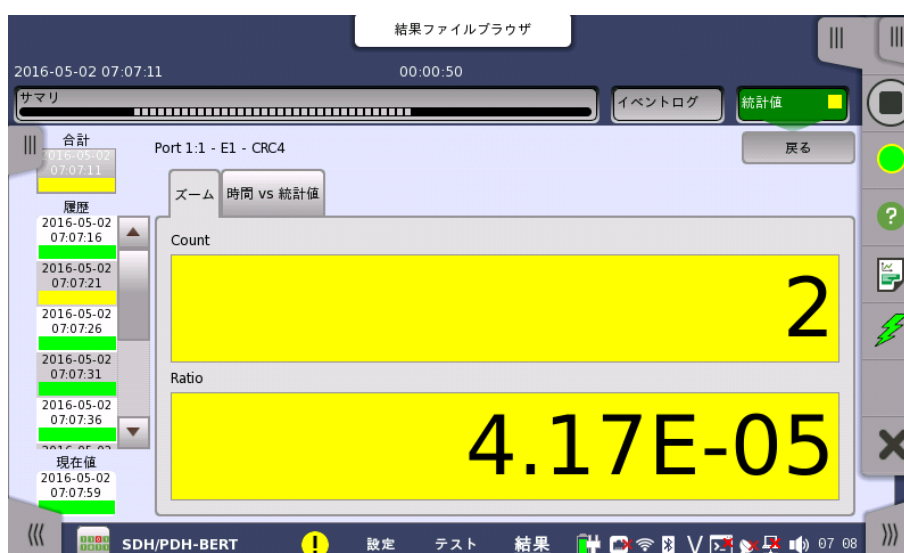 結果ファイルブラウザ
2016-05-02 07:07:11
00:00:50
サマリ
イベントログ
統計値
合計
2016-05-02
07:07:11
Port 1:1 - E1 - CRC4
戻る
ズーム
時間 vs 統計値
履歴
2016-05-02
07:07:16
2016-05-02
07:07:21
2016-05-02
07:07:26
2016-05-02
07:07:31
2016-05-02
07:07:36
2016-05-02
Count
2
Ratio
4.17E-05
現在値
2016-05-02
07:07:59
SDH/PDH-BERT
設定
テスト
結果
07 08